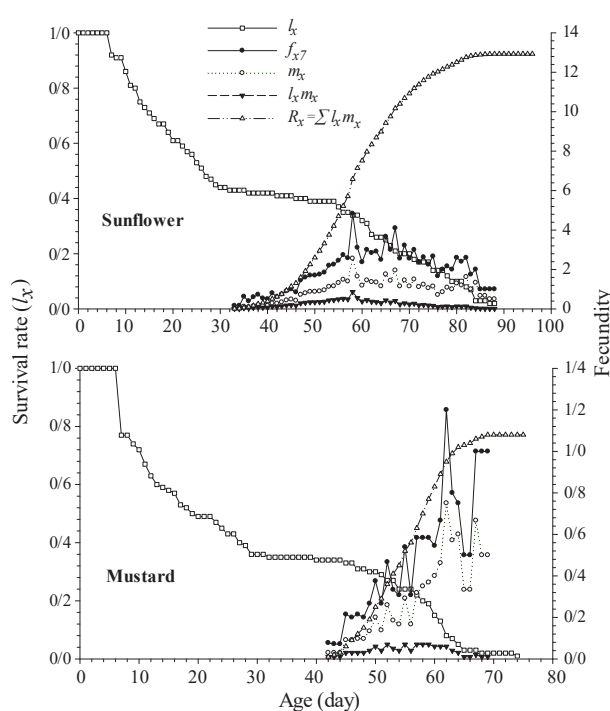 l_x
f_x7
m_x
l_x m_x
R_x = ∑ l_x m_x
1/0
0/8
0/6
0/4
0/2
0/0
14
12
10
8
6
4
2
0
Sunflower
0 10 20 30 40 50 60 70 80 90 100
Survival rate (l_x)
Fecundity
1/0
0/8
0/6
0/4
0/2
0/0
1/4
1/2
1/0
0/8
0/6
0/4
0/2
0/0
Mustard
0 10 20 30 40 50 60 70 80
Age (day)